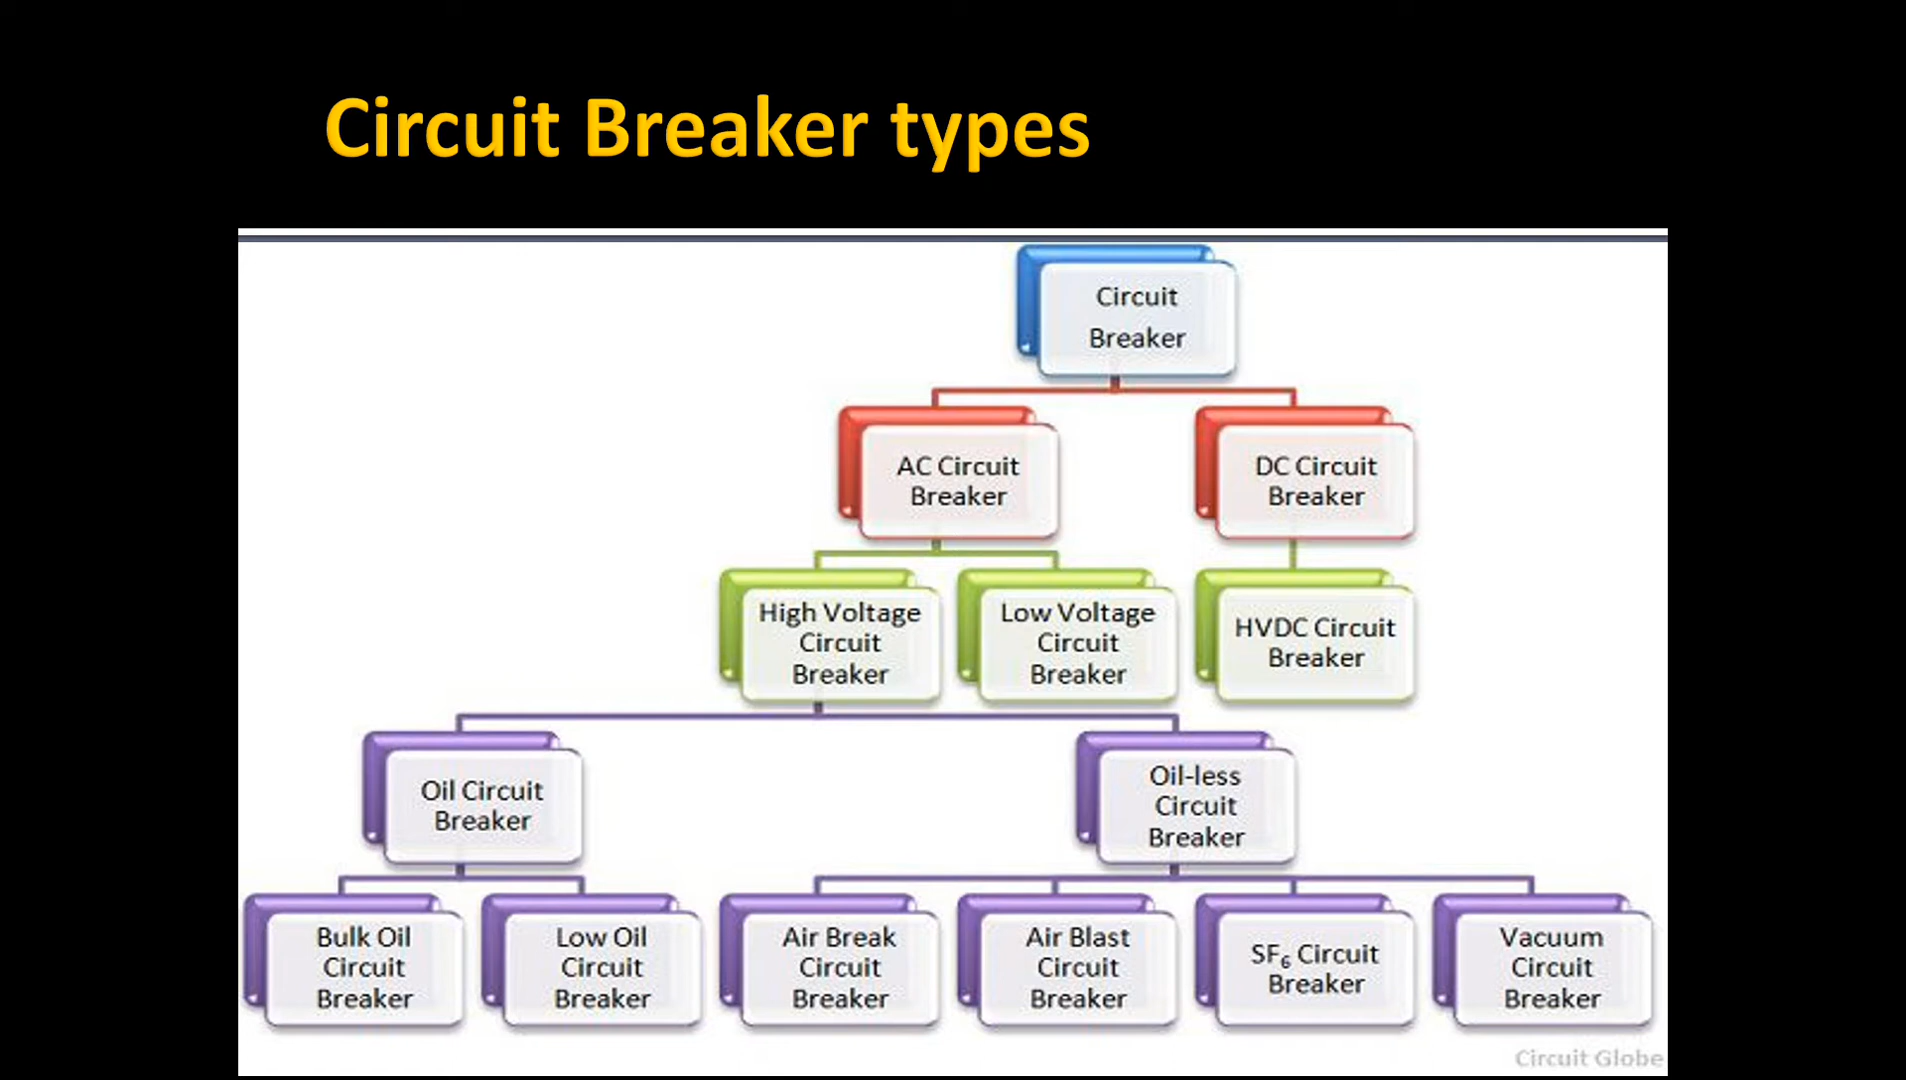 Circuit Breaker types
Circuit
Breaker
AC Circuit
Breaker
DC Circuit
Breaker
High Voltage
Circuit
Breaker
Low Voltage
Circuit
Breaker
HVDC Circuit
Breaker
Oil Circuit
Breaker
Oil-less
Circuit
Breaker
Bulk Oil
Circuit
Breaker
Low Oil
Circuit
Breaker
Air Break
Circuit
Breaker
Air Blast
Circuit
Breaker
SF₆ Circuit
Breaker
Vacuum
Circuit
Breaker
Circuit Globe